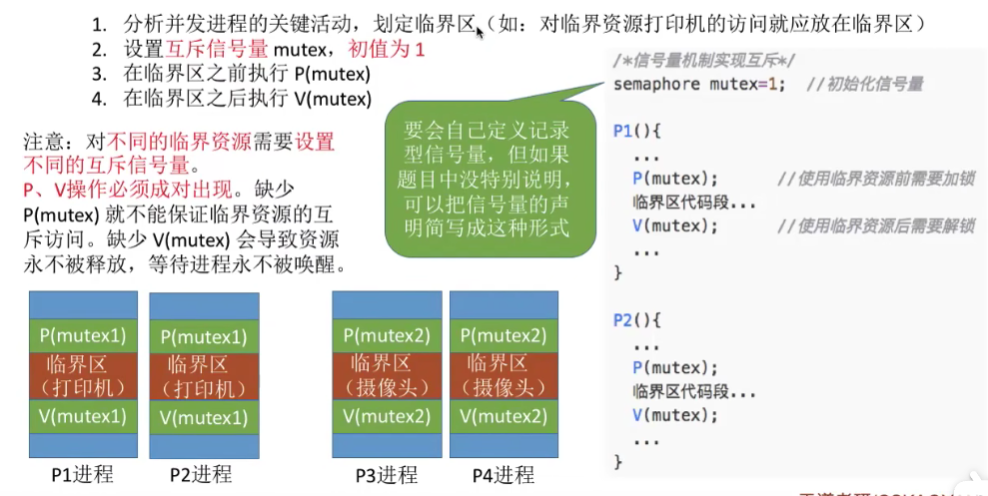 1. 分析并发进程的关键活动，划定临界区（如：对临界资源打印机的访问就应放在临界区）
2. 设置互斥信号量 mutex，初值为 1
3. 在临界区之前执行 P(mutex)
4. 在临界区之后执行 V(mutex)
注意：对不同的临界资源需要设置
不同的互斥信号量。
P、V操作必须成对出现。缺少
P(mutex) 就不能保证临界资源的互
斥访问。缺少 V(mutex) 会导致资源
永不被释放，等待进程永不被唤醒。
要会自己定义记录
型信号量，但如果
题目中没特别说明，
可以把信号量的声
明简写成这种形式
/*信号量机制实现互斥*/
semaphore mutex=1; //初始化信号量
P1(){
...
P(mutex); //使用临界资源前需要加锁
临界区代码段...
V(mutex); //使用临界资源后需要解锁
...
}
P2(){
...
P(mutex);
临界区代码段...
V(mutex);
...
}
P(mutex1)
临界区
（打印机）
V(mutex1)
P1进程
P(mutex1)
临界区
（打印机）
V(mutex1)
P2进程
P(mutex2)
临界区
（摄像头）
V(mutex2)
P3进程
P(mutex2)
临界区
（摄像头）
V(mutex2)
P4进程